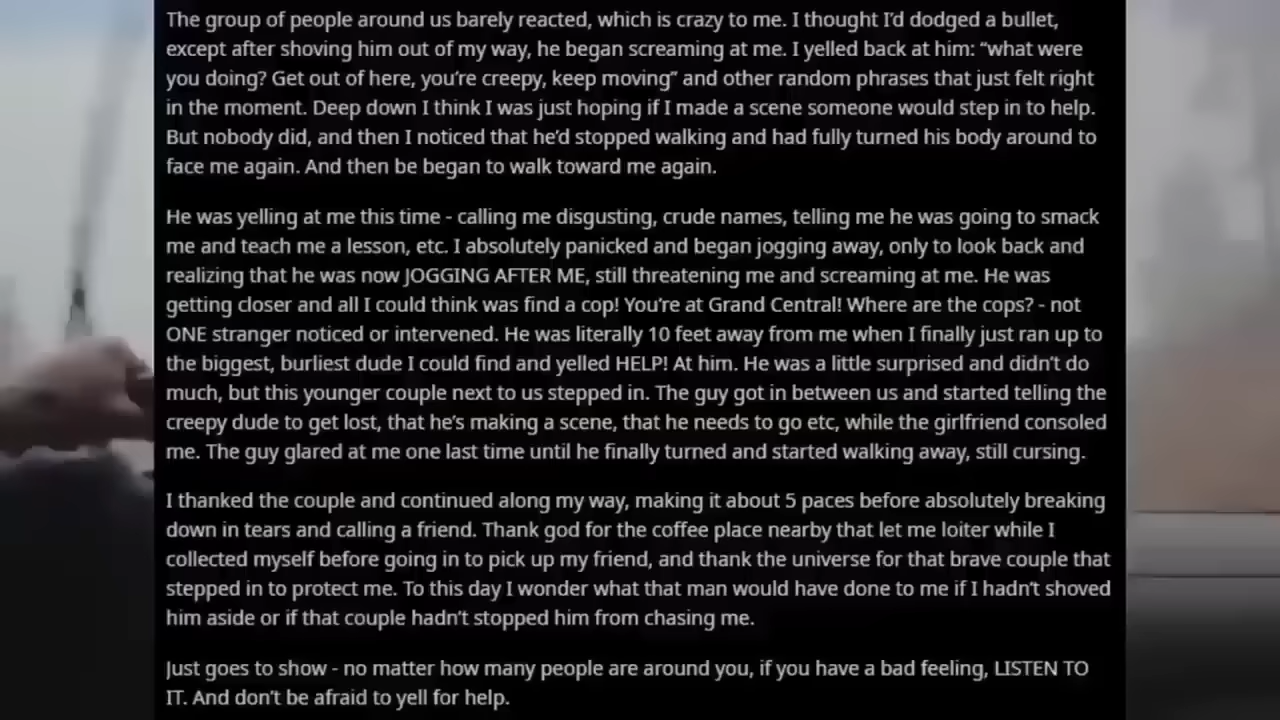 The group of people around us barely reacted, which is crazy to me. I thought I’d dodged a bullet,
except after shoving him out of my way, he began screaming at me. I yelled back at him: “what were
you doing? Get out of here, you’re creepy, keep moving” and other random phrases that just felt right
in the moment. Deep down I think I was just hoping if I made a scene someone would step in to help.
But nobody did, and then I noticed that he’d stopped walking and had fully turned his body around to
face me again. And then be began to walk toward me again.
He was yelling at me this time - calling me disgusting, crude names, telling me he was going to smack
me and teach me a lesson, etc. I absolutely panicked and began jogging away, only to look back and
realizing that he was now JOGGING AFTER ME, still threatening me and screaming at me. He was
getting closer and all I could think was find a cop! You’re at Grand Central! Where are the cops? - not
ONE stranger noticed or intervened. He was literally 10 feet away from me when I finally just ran up to
the biggest, burliest dude I could find and yelled HELP! At him. He was a little surprised and didn’t do
much, but this younger couple next to us stepped in. The guy got in between us and started telling the
creepy dude to get lost, that he’s making a scene, that he needs to go etc, while the girlfriend consoled
me. The guy glared at me one last time until he finally turned and started walking away, still cursing.
I thanked the couple and continued along my way, making it about 5 paces before absolutely breaking
down in tears and calling a friend. Thank god for the coffee place nearby that let me loiter while I
collected myself before going in to pick up my friend, and thank the universe for that brave couple that
stepped in to protect me. To this day I wonder what that man would have done to me if I hadn’t shoved
him aside or if that couple hadn’t stopped him from chasing me.
Just goes to show - no matter how many people are around you, if you have a bad feeling, LISTEN TO
IT. And don’t be afraid to yell for help.